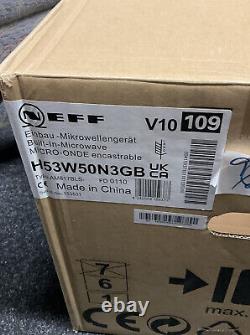 NEFF
V10 109
Einbau - Mikrowellengerät
Built-In-Microwave
MICRO-ONDE encastrable
H53W50N3GB UK CA
FD 0110
Made in China
7
6
max
CE